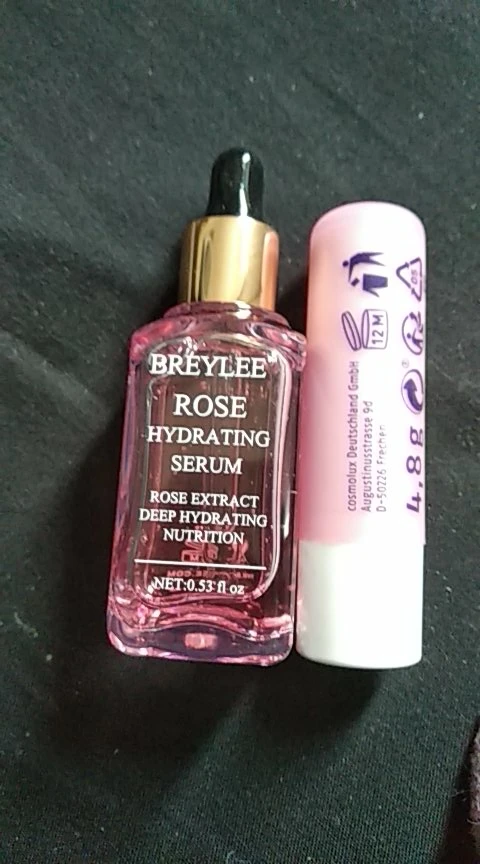 BREYLEE
ROSE
HYDRATING
SERUM
ROSE EXTRACT
DEEP HYDRATING
NUTRITION
NET:0.53 fl oz
12 M
cosmolux Deutschland GmbH
Augustinusstrasse 9d
D-50226 Frechen
4,8 g